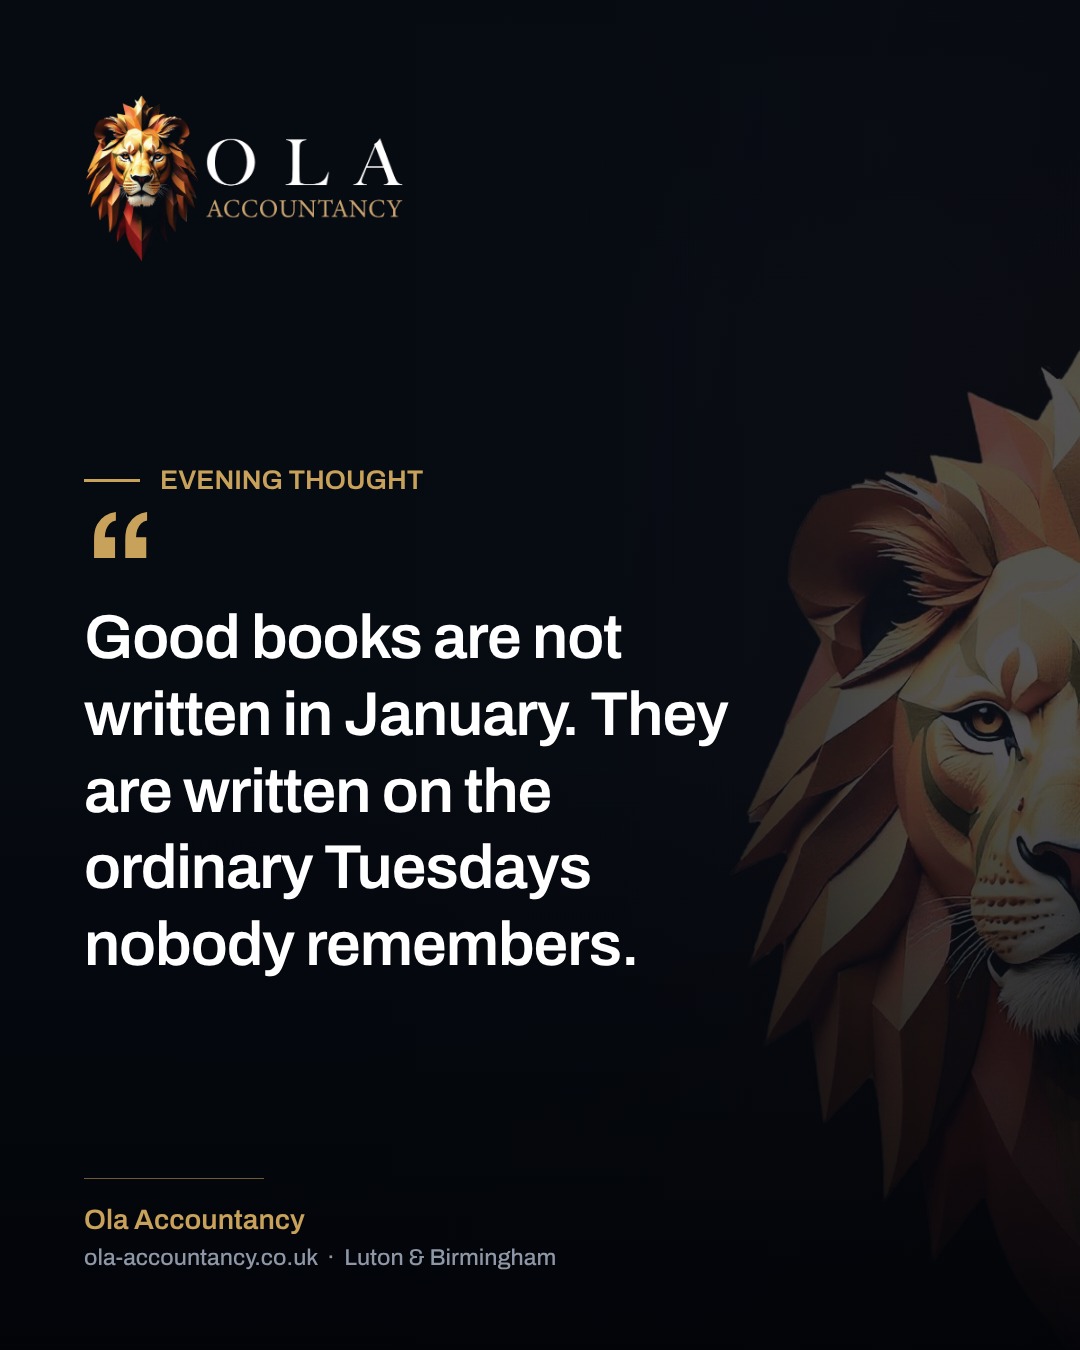 OLA
ACCOUNTANCY
EVENING THOUGHT
“
Good books are not
written in January. They
are written on the
ordinary Tuesdays
nobody remembers.
Ola Accountancy
ola-accountancy.co.uk · Luton & Birmingham